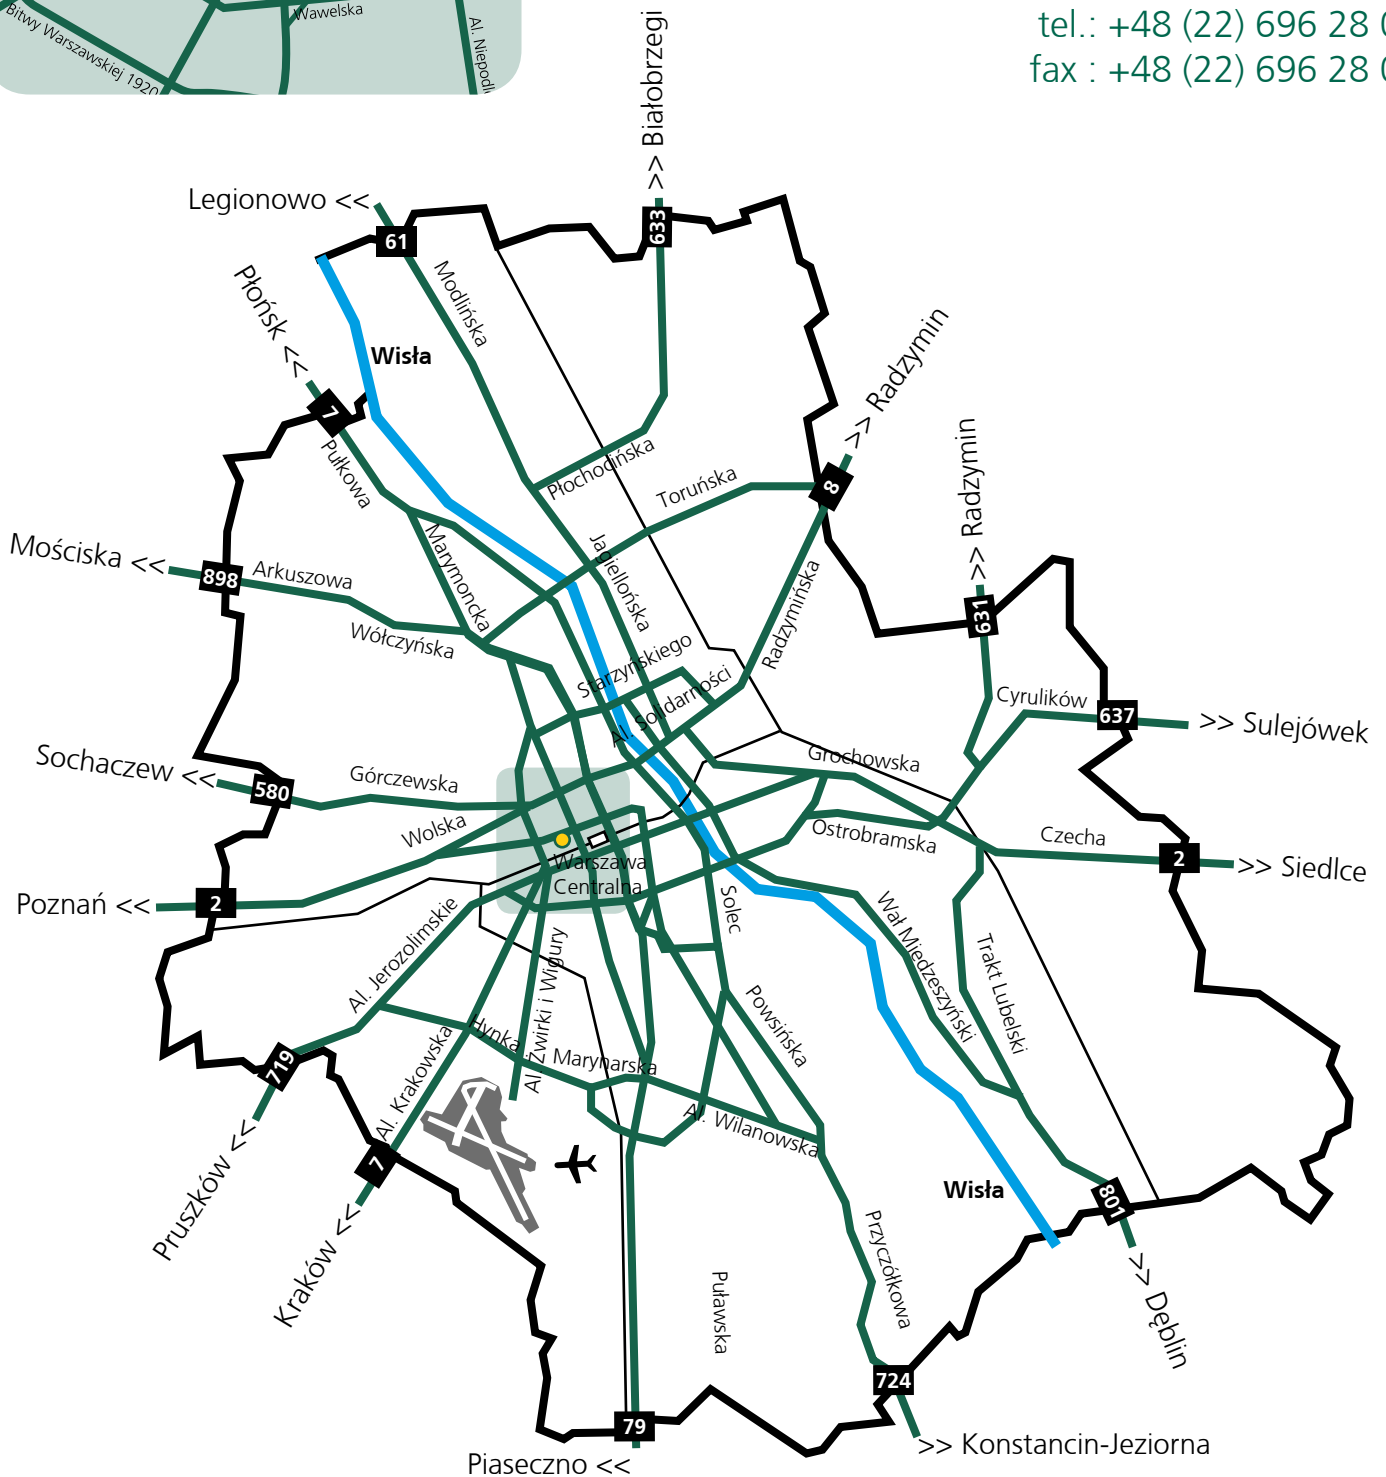 Wawelska
Bitwy Warszawskiej 1920
Al. Niepodl
tel.: +48 (22) 696 28 0
fax : +48 (22) 696 28 0
>> Białobrzegi
Legionowo <<
633
61
Płońsk <<
Modlińska
Wisła
>> Radzymin
7
Pułkowa
Płochocińska
Toruńska
8
>> Radzymin
Mościska <<
898
Arkuszowa
Marymoncka
Jagiellońska
Wółczyńska
Radzymińska
631
Starzyńskiego
Al. Solidarności
Cyrulików
637
>> Sulejówek
Sochaczew <<
580
Górczewska
Grochowska
Wolska
Ostrobramska
Czecha
2
>> Siedlce
Warszawa
Centralna
Poznań <<
2
Solec
Wał Miedzeszyński
Trakt Lubelski
Al. Jerozolimskie
Al. Żwirki i Wigury
Powsińska
Hynka
Marynarska
719
Al. Krakowska
Al. Wilanowska
Pruszków <<
7
Kraków <<
Wisła
801
>> Dęblin
Przyczółkowa
Puławska
724
79
>> Konstancin-Jeziorna
Piaseczno <<